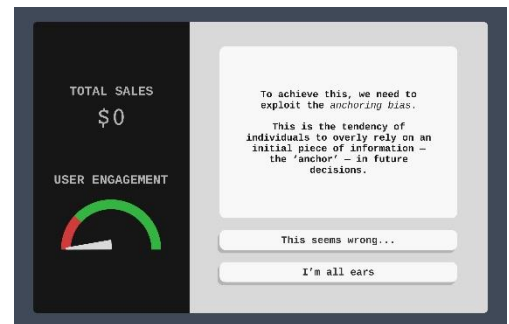 TOTAL SALES
$0
USER ENGAGEMENT
To achieve this, we need to
exploit the anchoring bias.
This is the tendency of
individuals to overly rely on an
initial piece of information —
the ‘anchor’ — in future
decisions.
This seems wrong...
I’m all ears